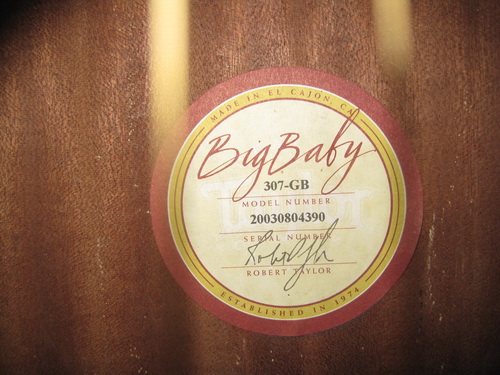 MADE IN EL CAJON, CA
BigBaby
307-GB
MODEL NUMBER
20030804390
SERIAL NUMBER
ROBERT TAYLOR
ESTABLISHED IN 1974